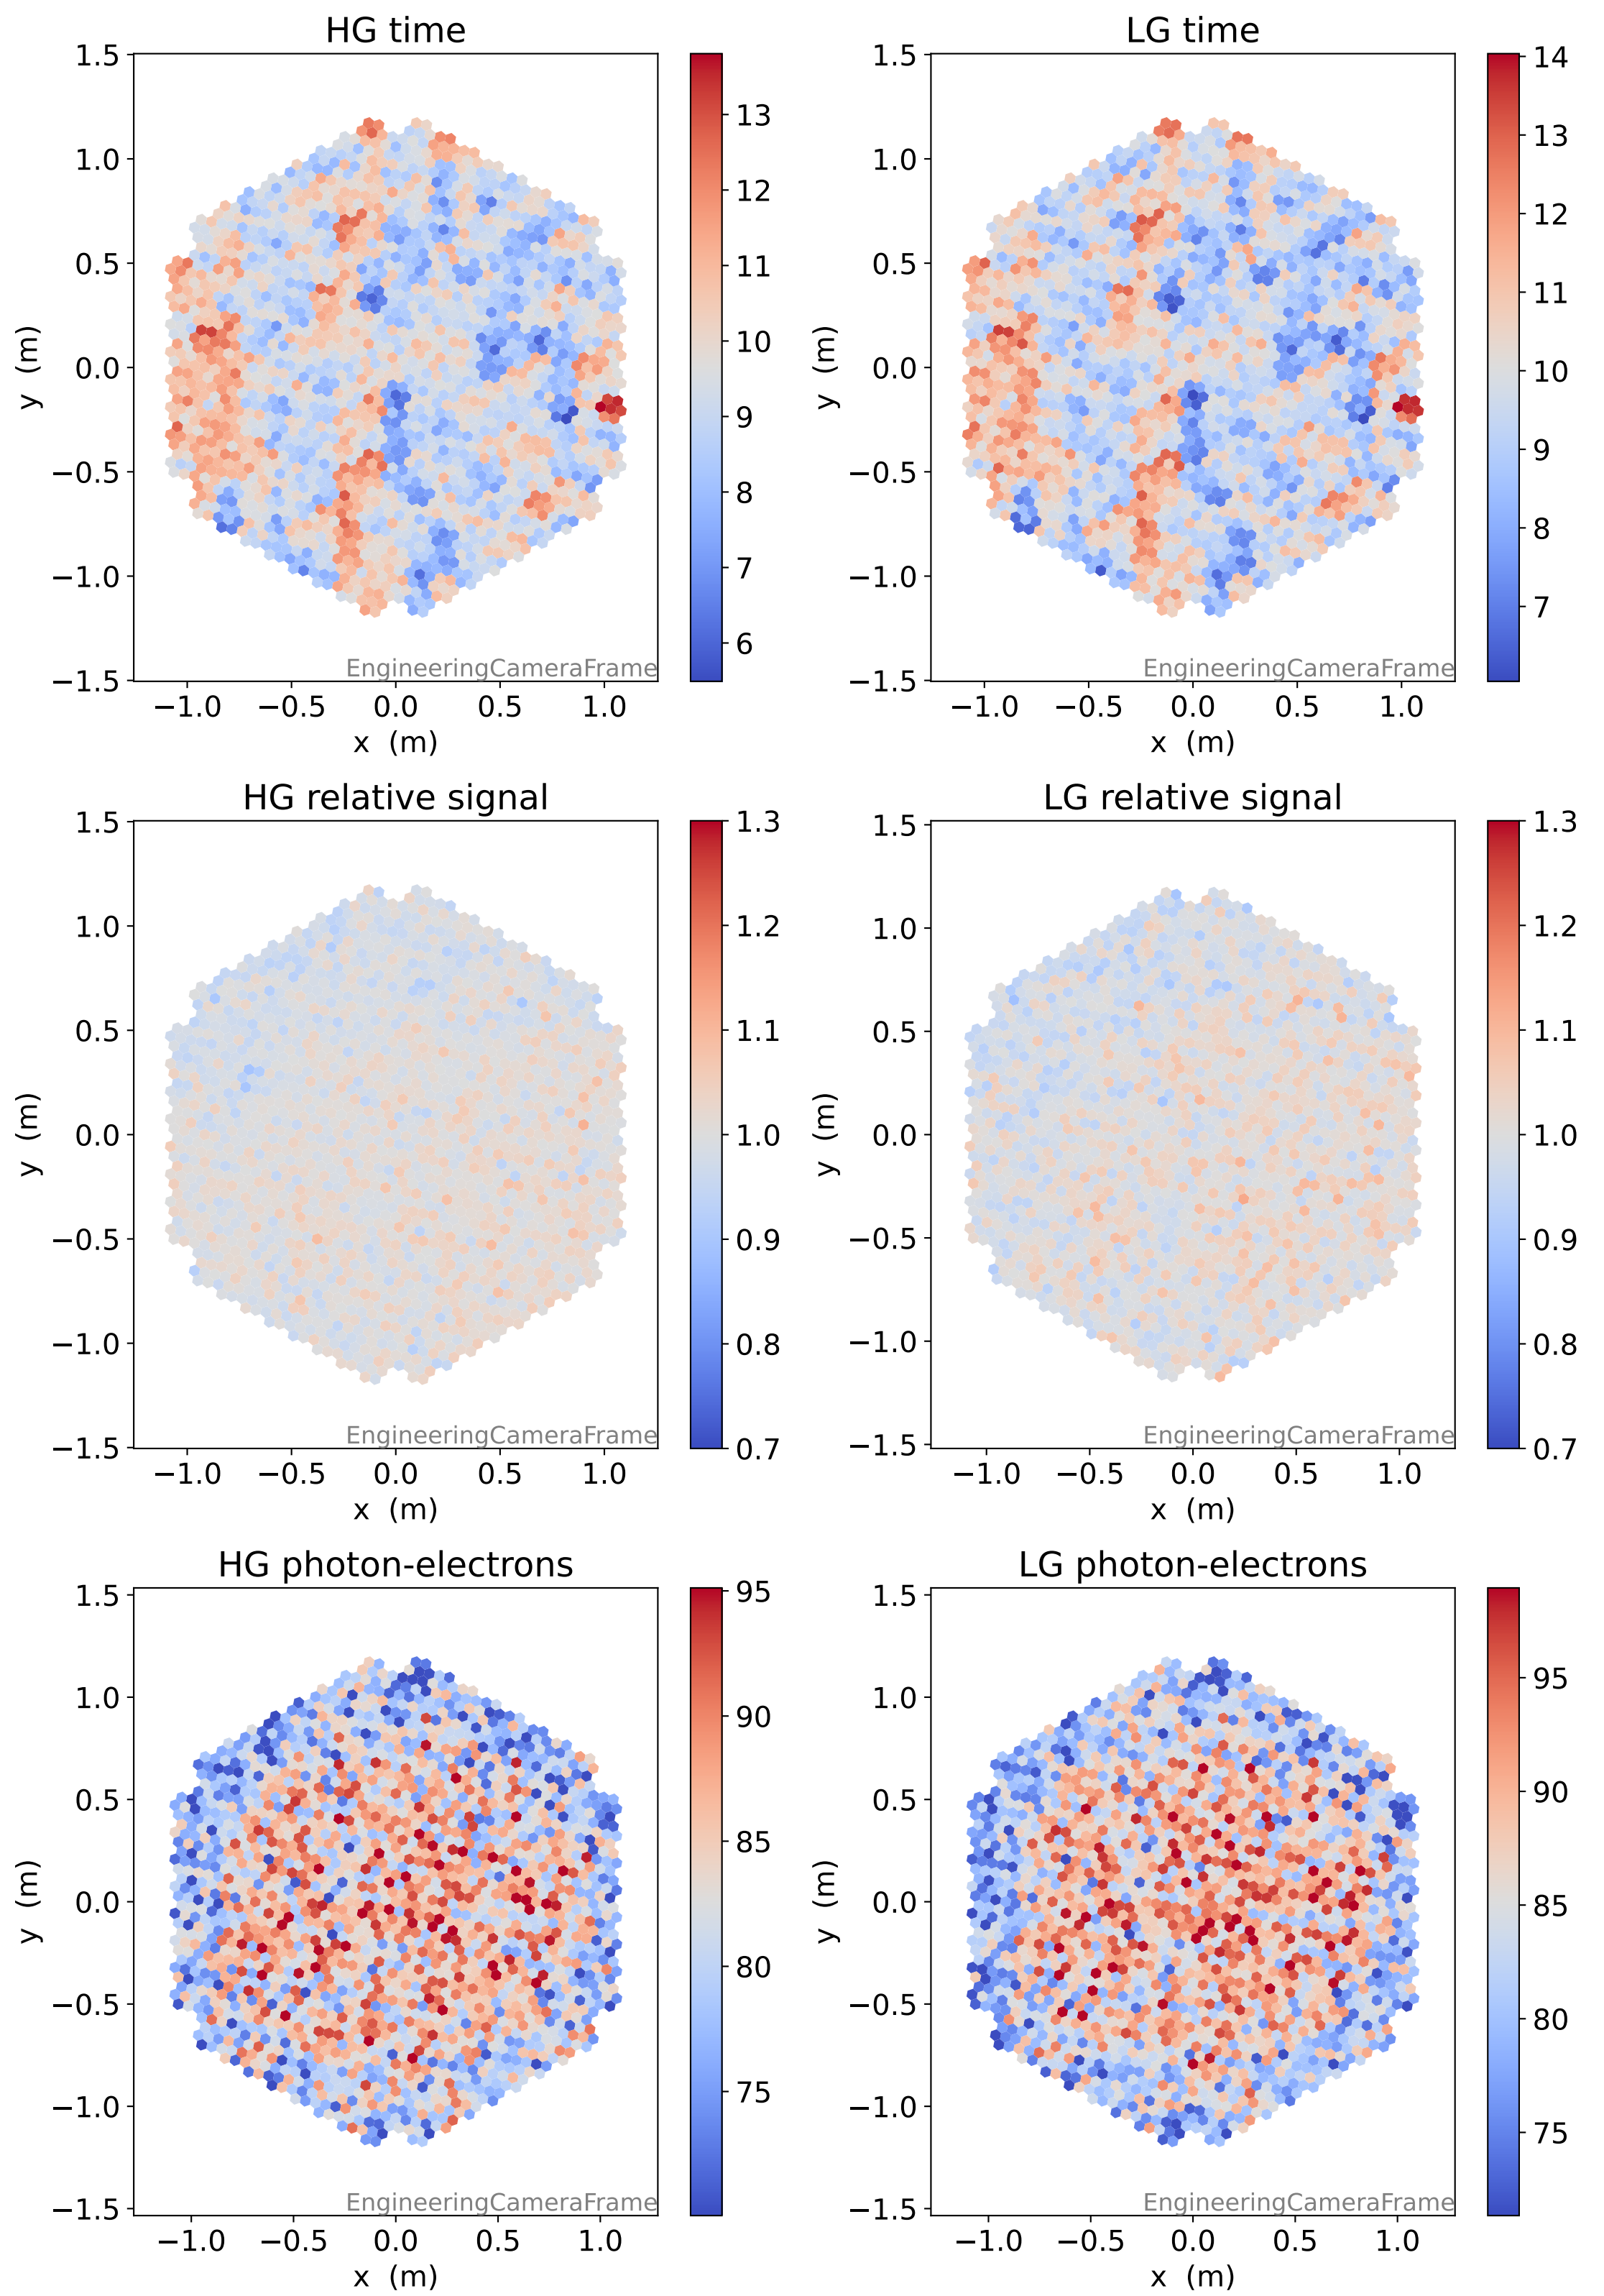 HG time
1.5
1.0
0.5
0.0
−0.5
−1.0
−1.5
y (m)
−1.0 −0.5 0.0 0.5 1.0
x (m)
EngineeringCameraFrame
13
12
11
10
9
8
7
6
LG time
1.5
1.0
0.5
0.0
−0.5
−1.0
−1.5
y (m)
−1.0 −0.5 0.0 0.5 1.0
x (m)
EngineeringCameraFrame
14
13
12
11
10
9
8
7
HG relative signal
1.5
1.0
0.5
0.0
−0.5
−1.0
−1.5
y (m)
−1.0 −0.5 0.0 0.5 1.0
x (m)
EngineeringCameraFrame
1.3
1.2
1.1
1.0
0.9
0.8
0.7
LG relative signal
1.5
1.0
0.5
0.0
−0.5
−1.0
−1.5
y (m)
−1.0 −0.5 0.0 0.5 1.0
x (m)
EngineeringCameraFrame
1.3
1.2
1.1
1.0
0.9
0.8
0.7
HG photon-electrons
1.5
1.0
0.5
0.0
−0.5
−1.0
−1.5
y (m)
−1.0 −0.5 0.0 0.5 1.0
x (m)
EngineeringCameraFrame
95
90
85
80
75
LG photon-electrons
1.5
1.0
0.5
0.0
−0.5
−1.0
−1.5
y (m)
−1.0 −0.5 0.0 0.5 1.0
x (m)
EngineeringCameraFrame
95
90
85
80
75